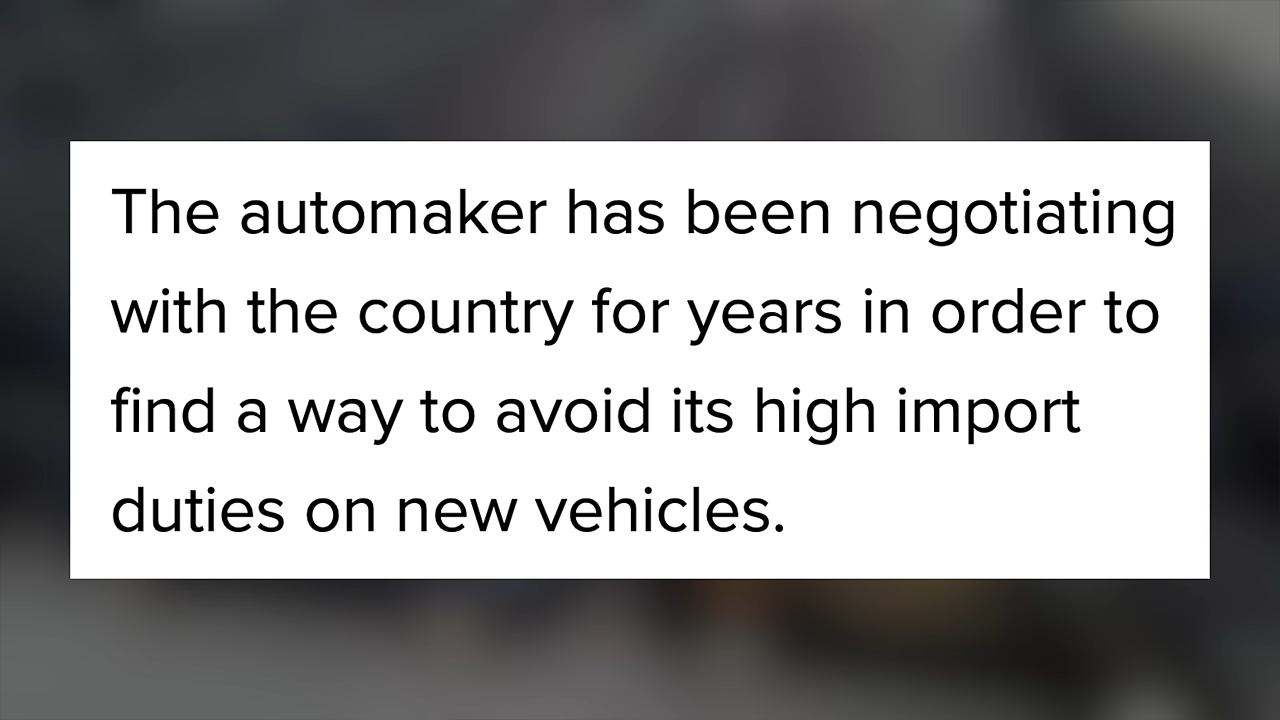 The automaker has been negotiating
with the country for years in order to
find a way to avoid its high import
duties on new vehicles.